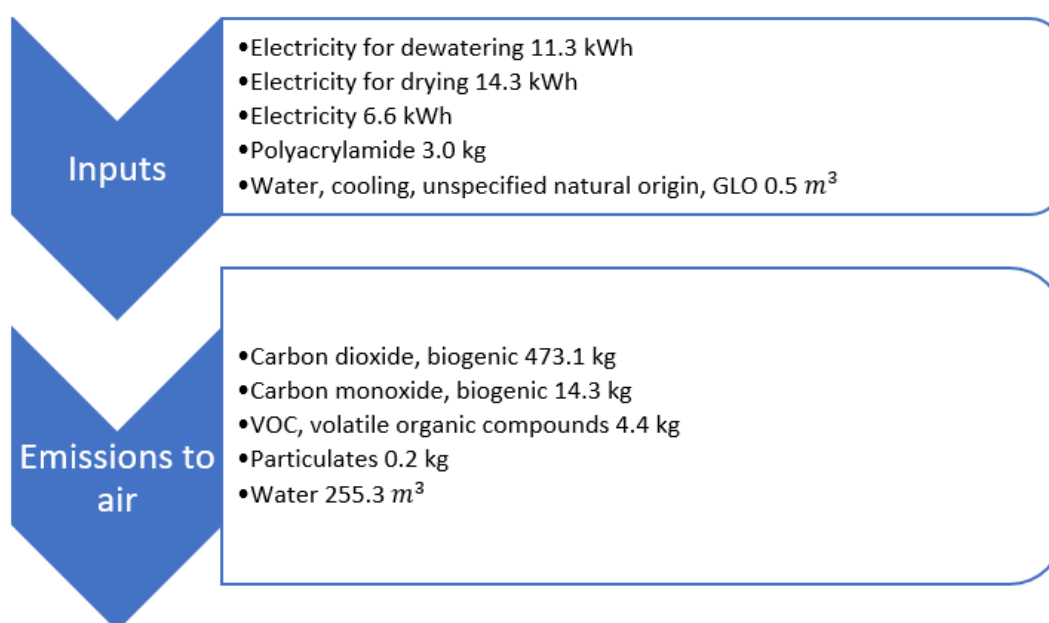 Inputs
•Electricity for dewatering 11.3 kWh
•Electricity for drying 14.3 kWh
•Electricity 6.6 kWh
•Polyacrylamide 3.0 kg
•Water, cooling, unspecified natural origin, GLO 0.5 m³
Emissions to
air
•Carbon dioxide, biogenic 473.1 kg
•Carbon monoxide, biogenic 14.3 kg
•VOC, volatile organic compounds 4.4 kg
•Particulates 0.2 kg
•Water 255.3 m³